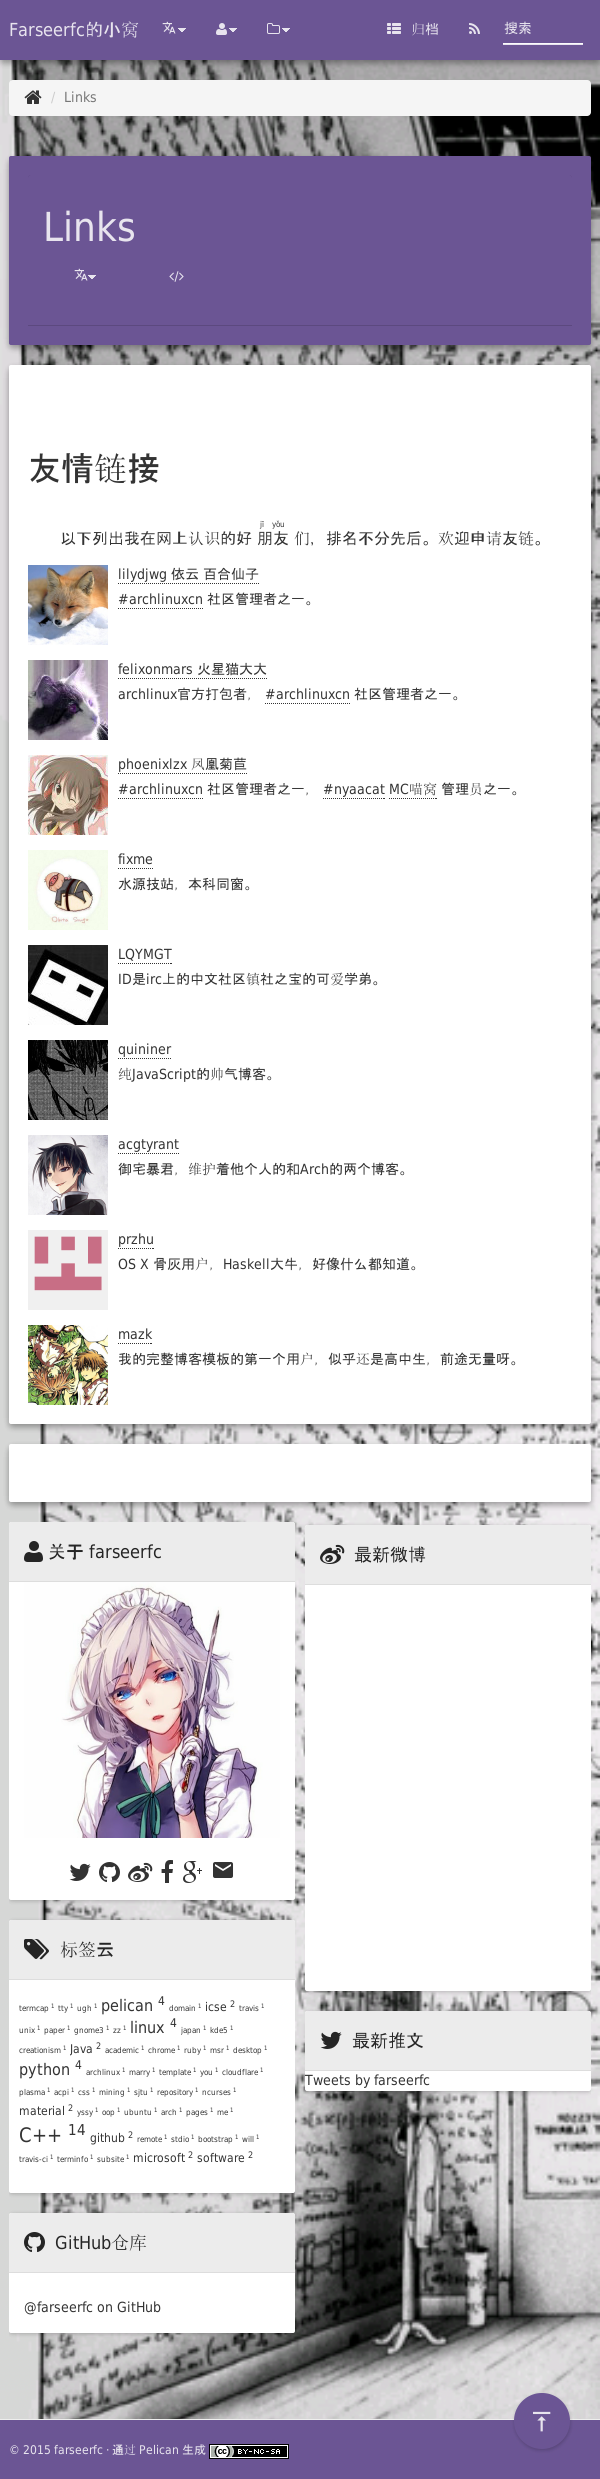 Farseerfc的小窝
归档
搜索
/ Links
Links
友情链接
jī yǒu
以下列出我在网上认识的好 朋友 们，排名不分先后。欢迎申请友链。
lilydjwg 依云 百合仙子
#archlinuxcn 社区管理者之一。
felixonmars 火星猫大大
archlinux官方打包者， #archlinuxcn 社区管理者之一。
phoenixlzx 凤凰菊苣
#archlinuxcn 社区管理者之一， #nyaacat MC喵窝 管理员之一。
fixme
水源技站，本科同窗。
LQYMGT
ID是irc上的中文社区镇社之宝的可爱学弟。
quininer
纯JavaScript的帅气博客。
acgtyrant
御宅暴君，维护着他个人的和Arch的两个博客。
przhu
OS X 骨灰用户，Haskell大牛，好像什么都知道。
mazk
我的完整博客模板的第一个用户，似乎还是高中生，前途无量呀。
关于 farseerfc
标签云
termcap 1 tty 1 ugh 1 pelican 4 domain 1 icse 2 travis 1
unix 1 paper 1 gnome3 1 zz 1 linux 4 japan 1 kde5 1
creationism 1 Java 2 academic 1 chrome 1 ruby 1 msr 1 desktop 1
python 4 archlinux 1 marry 1 template 1 you 1 cloudflare 1
plasma 1 acpi 1 css 1 mining 1 sjtu 1 repository 1 ncurses 1
material 2 yssy 1 oop 1 ubuntu 1 arch 1 pages 1 me 1
C++ 14 github 2 remote 1 stdio 1 bootstrap 1 will 1
travis-ci 1 terminfo 1 subsite 1 microsoft 2 software 2
GitHub仓库
@farseerfc on GitHub
最新微博
最新推文
Tweets by farseerfc
© 2015 farseerfc · 通过 Pelican 生成 (cc) BY-NC-SA